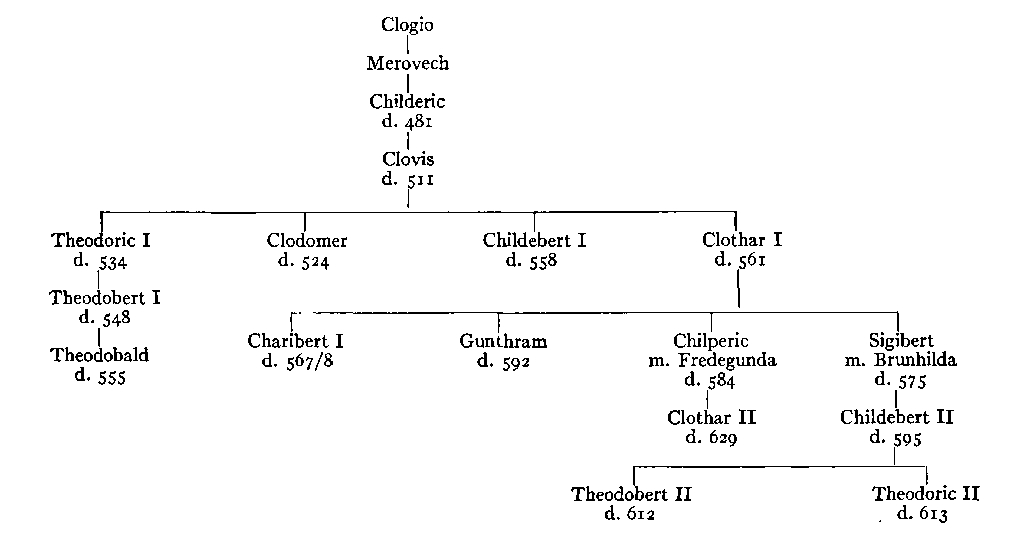 Clogio
Merovech
Childeric
d. 481
Clovis
d. 511
Theodoric I
d. 534
Clodomer
d. 524
Childebert I
d. 558
Clothar I
d. 561
Theodobert I
d. 548
Theodobald
d. 555
Charibert I
d. 567/8
Gunthram
d. 592
Chilperic
m. Fredegunda
d. 584
Sigibert
m. Brunhilda
d. 575
Clothar II
d. 629
Childebert II
d. 595
Theodobert II
d. 612
Theodoric II
d. 613